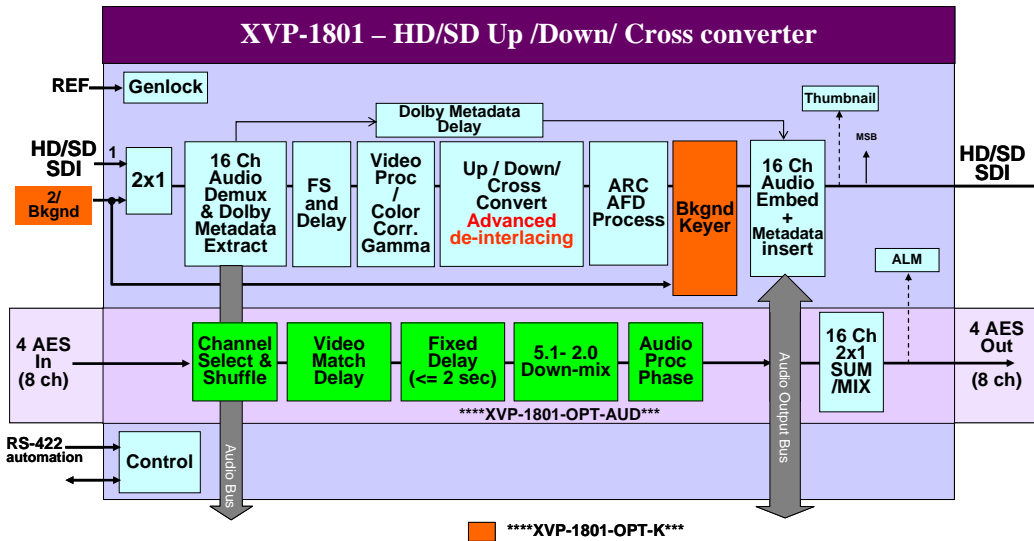 XVP-1801 – HD/SD Up /Down/ Cross converter
REF
Genlock
Dolby Metadata
Delay
Thumbnail
MSB
HD/SD
SDI
1
2/
Bkgnd
2x1
16 Ch
Audio
Demux
& Dolby
Metadata
Extract
FS
and
Delay
Video
Proc
/
Color
Corr.
Gamma
Up / Down/
Cross
Convert
Advanced
de-interlacing
ARC
AFD
Process
Bkgnd
Keyer
16 Ch
Audio
Embed
+
Metadata
insert
HD/SD
SDI
ALM
4 AES
In
(8 ch)
Channel
Select &
Shuffle
Video
Match
Delay
Fixed
Delay
(<= 2 sec)
5.1- 2.0
Down-mix
Audio
Proc
Phase
16 Ch
2x1
SUM
/MIX
4 AES
Out
(8 ch)
****XVP-1801-OPT-AUD***
RS-422
automation
Control
Audio Bus
Audio Output Bus
****XVP-1801-OPT-K***